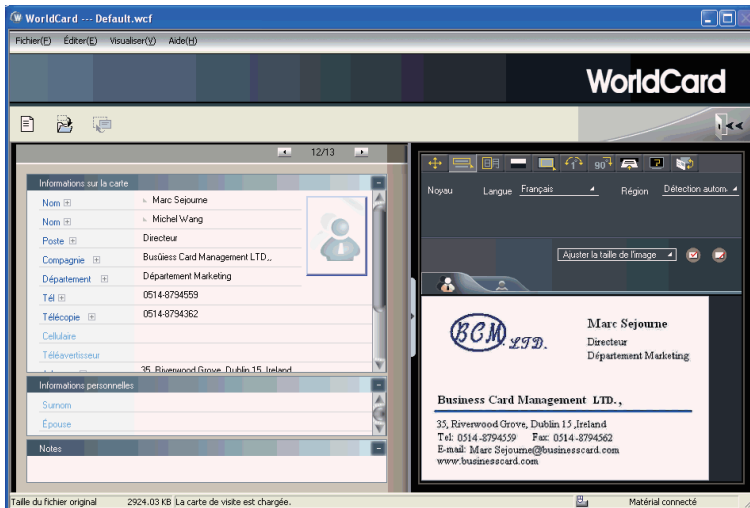 WorldCard --- Default.wcf
Fichier(F) Éditer(E) Visualiser(V) Aide(H)
WorldCard
12/13
Informations sur la carte
Nom Marc Sejourne
Nom Michel Wang
Poste Directeur
Compagnie Busûiess Card Management LTD,,
Département Département Marketing
Tél 0514-8794559
Télécopie 0514-8794362
Cellulaire
Téléavertisseur
35, Riverwood Grove, Dublin 15, Ireland
Informations personnelles
Surnom
Épouse
Notes
Noyau Langue Français Région Détection autom.
Ajuster la taille de l'image
BCM LTD.
Marc Sejourne
Directeur
Département Marketing
Business Card Management LTD.,
35, Riverwood Grove, Dublin 15 ,Ireland
Tel: 0514-8794559 Fax: 0514-8794562
E-mail: Marc Sejourne@businesscard.com
www.businesscard.com
Taille du fichier original 2924.03 KB La carte de visite est chargée. Matérial connecté